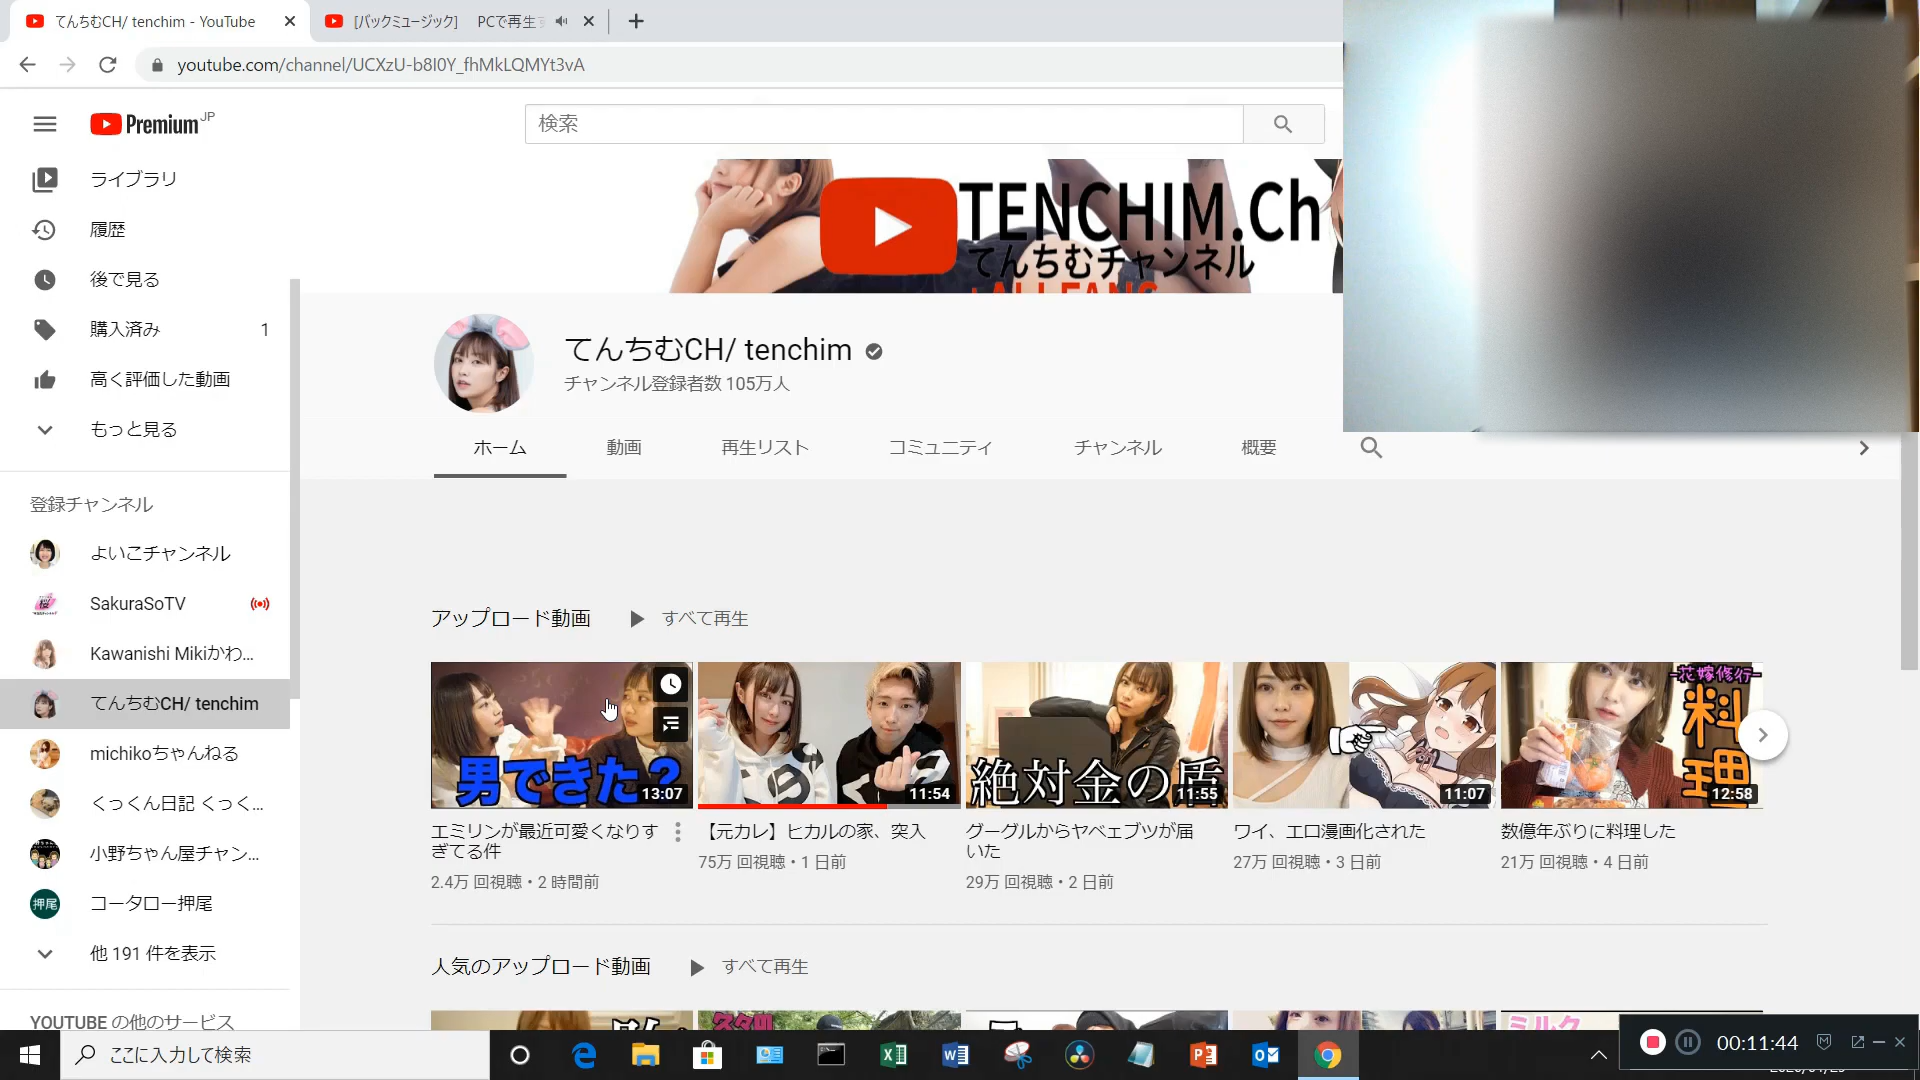 てんちむCH/ tenchim - YouTube
[バックミュージック] PCで再生
youtube.com/channel/UCXzU-b8I0Y_fhMkLQMYt3vA
Premium JP
検索
ライブラリ
履歴
後で見る
購入済み 1
高く評価した動画
もっと見る
登録チャンネル
よいこチャンネル
SakuraSoTV
Kawanishi Mikiかわ...
てんちむCH/ tenchim
michikoちゃんねる
くっくん日記 くっく...
小野ちゃん屋チャン...
押尾
コータロー押尾
他 191 件を表示
YOUTUBE の他のサービス
TENCHIM.Ch
てんちむチャンネル
てんちむCH/ tenchim
チャンネル登録者数 105万人
ホーム 動画 再生リスト コミュニティ チャンネル 概要
アップロード動画 すべて再生
男できた?
13:07
エミリンが最近可愛くなりす
ぎてる件
2.4万 回視聴・2 時間前
11:54
【元カレ】ヒカルの家、突入
75万 回視聴・1 日前
絶対金の盾
11:55
グーグルからヤベェブツが届
いた
29万 回視聴・2 日前
11:07
ワイ、エロ漫画化された
27万 回視聴・3 日前
-花嫁修行-
料理
12:58
数億年ぶりに料理した
21万 回視聴・4 日前
人気のアップロード動画 すべて再生
ミルク
ここに入力して検索
00:11:44